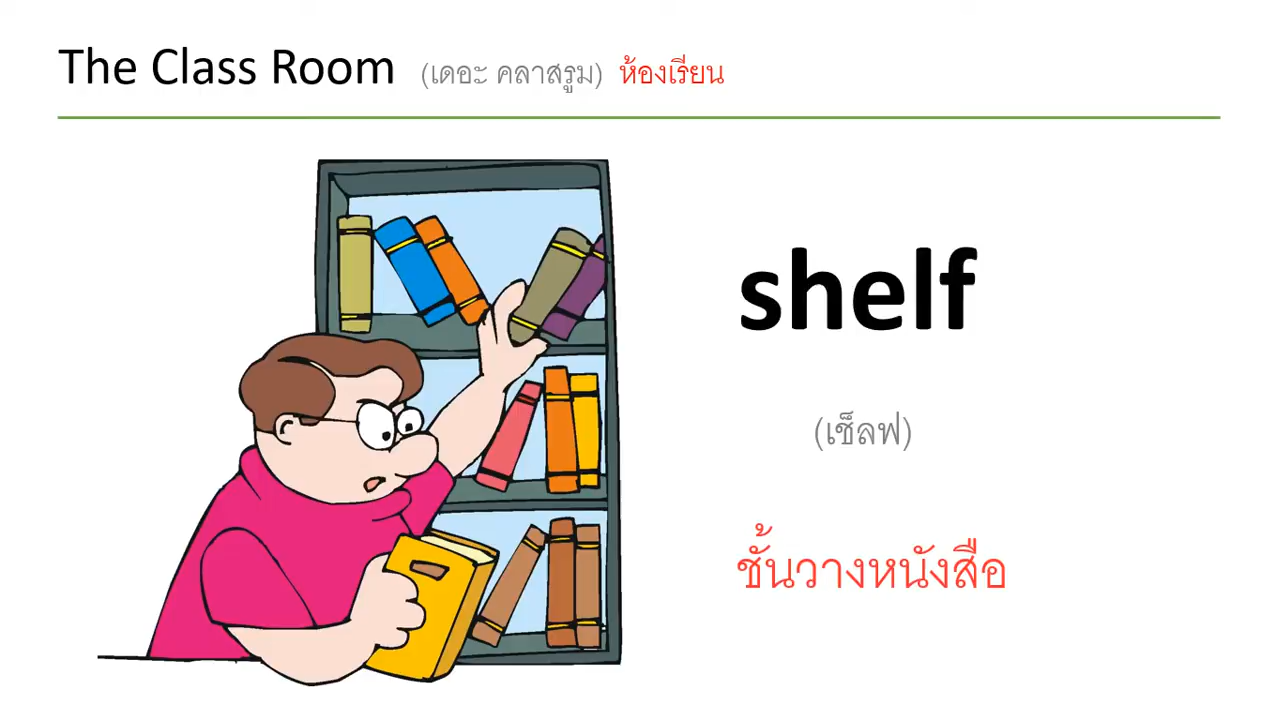 The Class Room (เดอะ คลาสรูม) ห้องเรียน
shelf
(เช็ลฟ)
ชั้นวางหนังสือ